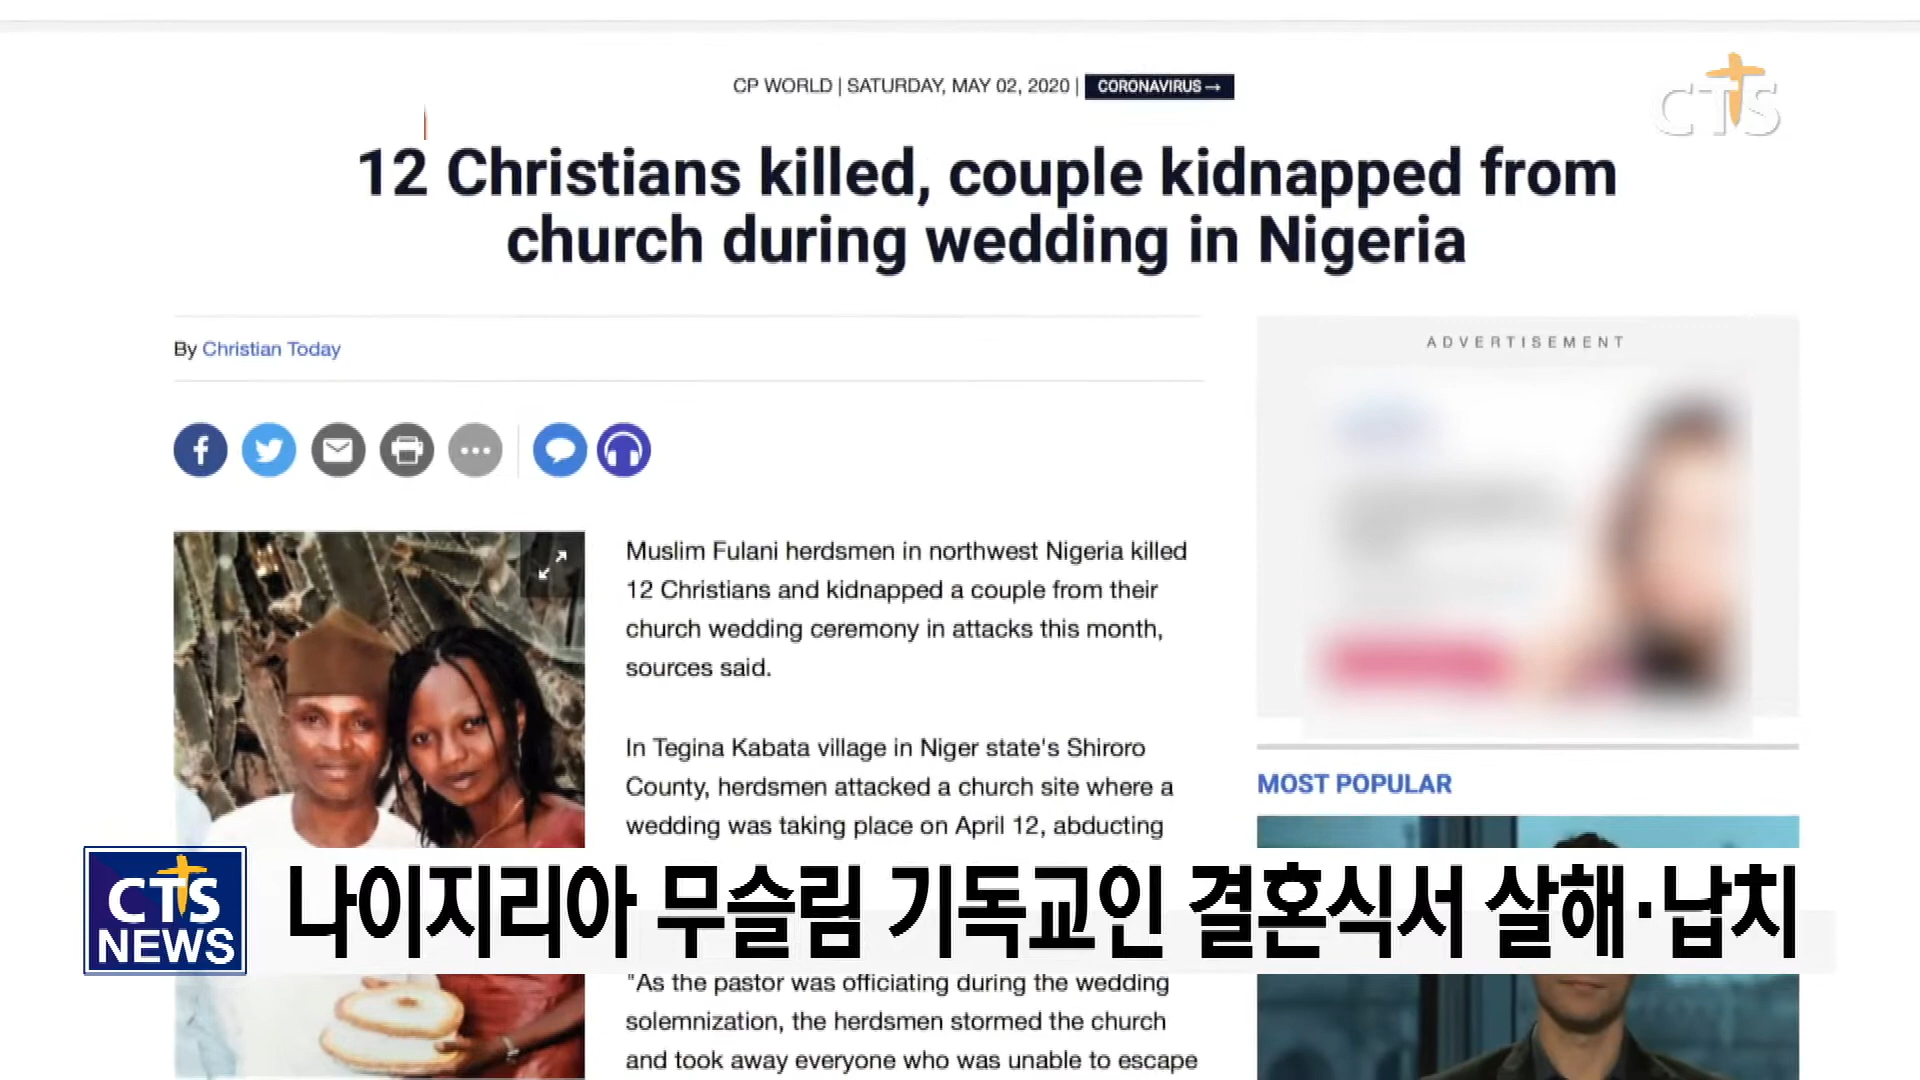 CP WORLD | SATURDAY, MAY 02, 2020 | CORONAVIRUS →
CTS
12 Christians killed, couple kidnapped from
church during wedding in Nigeria
By Christian Today
ADVERTISEMENT
Muslim Fulani herdsmen in northwest Nigeria killed
12 Christians and kidnapped a couple from their
church wedding ceremony in attacks this month,
sources said.
In Tegina Kabata village in Niger state's Shiroro
County, herdsmen attacked a church site where a
wedding was taking place on April 12, abducting
MOST POPULAR
CTS
NEWS
나이지리아 무슬림 기독교인 결혼식서 살해·납치
"As the pastor was officiating during the wedding
solemnization, the herdsmen stormed the church
and took away everyone who was unable to escape